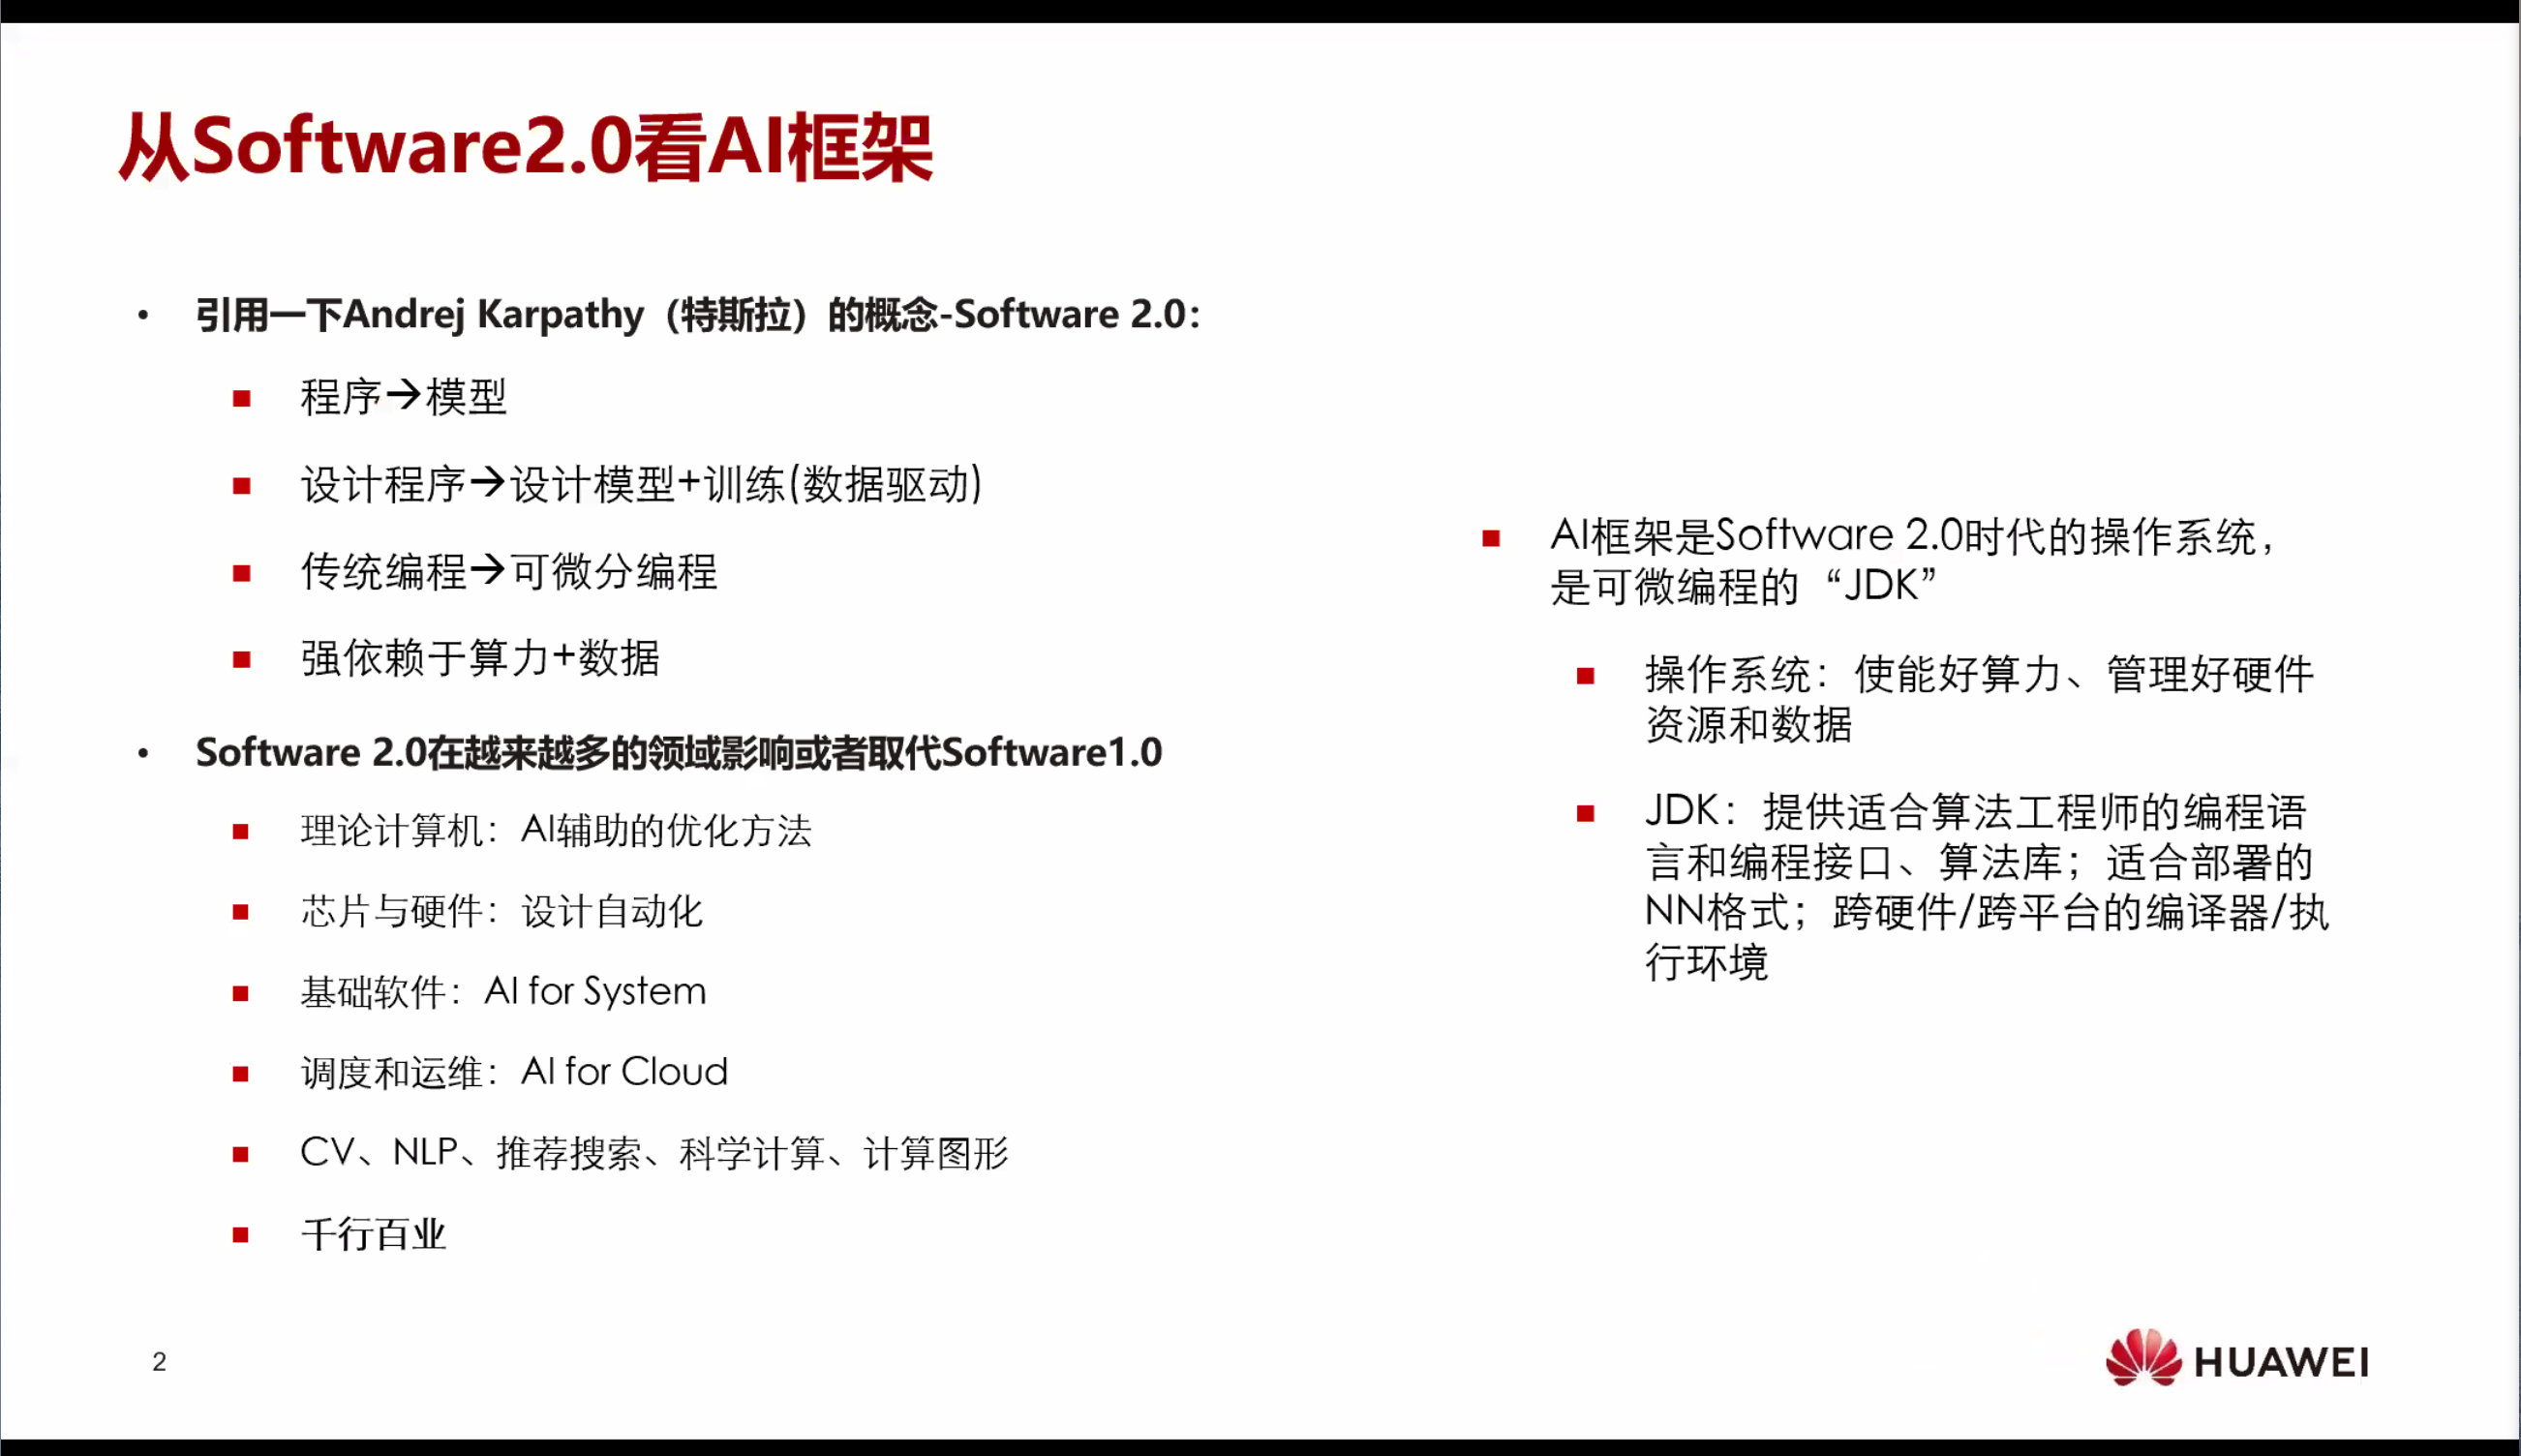 从Software2.0看AI框架
• 引用一下Andrej Karpathy（特斯拉）的概念-Software 2.0：
■ 程序→模型
■ 设计程序→设计模型+训练(数据驱动)
■ 传统编程→可微分编程
■ 强依赖于算力+数据
• Software 2.0在越来越多的领域影响或者取代Software1.0
■ 理论计算机：AI辅助的优化方法
■ 芯片与硬件：设计自动化
■ 基础软件：AI for System
■ 调度和运维：AI for Cloud
■ CV、NLP、推荐搜索、科学计算、计算图形
■ 千行百业
■ AI框架是Software 2.0时代的操作系统，
是可微编程的“JDK”
■ 操作系统：使能好算力、管理好硬件
资源和数据
■ JDK：提供适合算法工程师的编程语
言和编程接口、算法库；适合部署的
NN格式；跨硬件/跨平台的编译器/执
行环境
2
HUAWEI